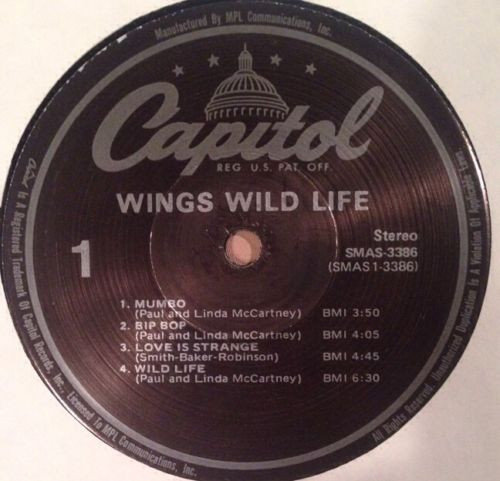 Manufactured By MPL Communications, Inc.
Capitol
REG. U.S. PAT. OFF.
WINGS WILD LIFE
1
Stereo
SMAS-3386
(SMAS1-3386)
1. MUMBO
(Paul and Linda McCartney) BMI 3:50
2. BIP BOP
(Paul and Linda McCartney) BMI 4:05
3. LOVE IS STRANGE
(Smith-Baker-Robinson) BMI 4:45
4. WILD LIFE
(Paul and Linda McCartney) BMI 6:30
Capitol Is A Registered Trademark Of Capitol Records, Inc., Licensed To MPL Communications, Inc.
All Rights Reserved. Unauthorized Duplication Is A Violation Of Applicable Laws.